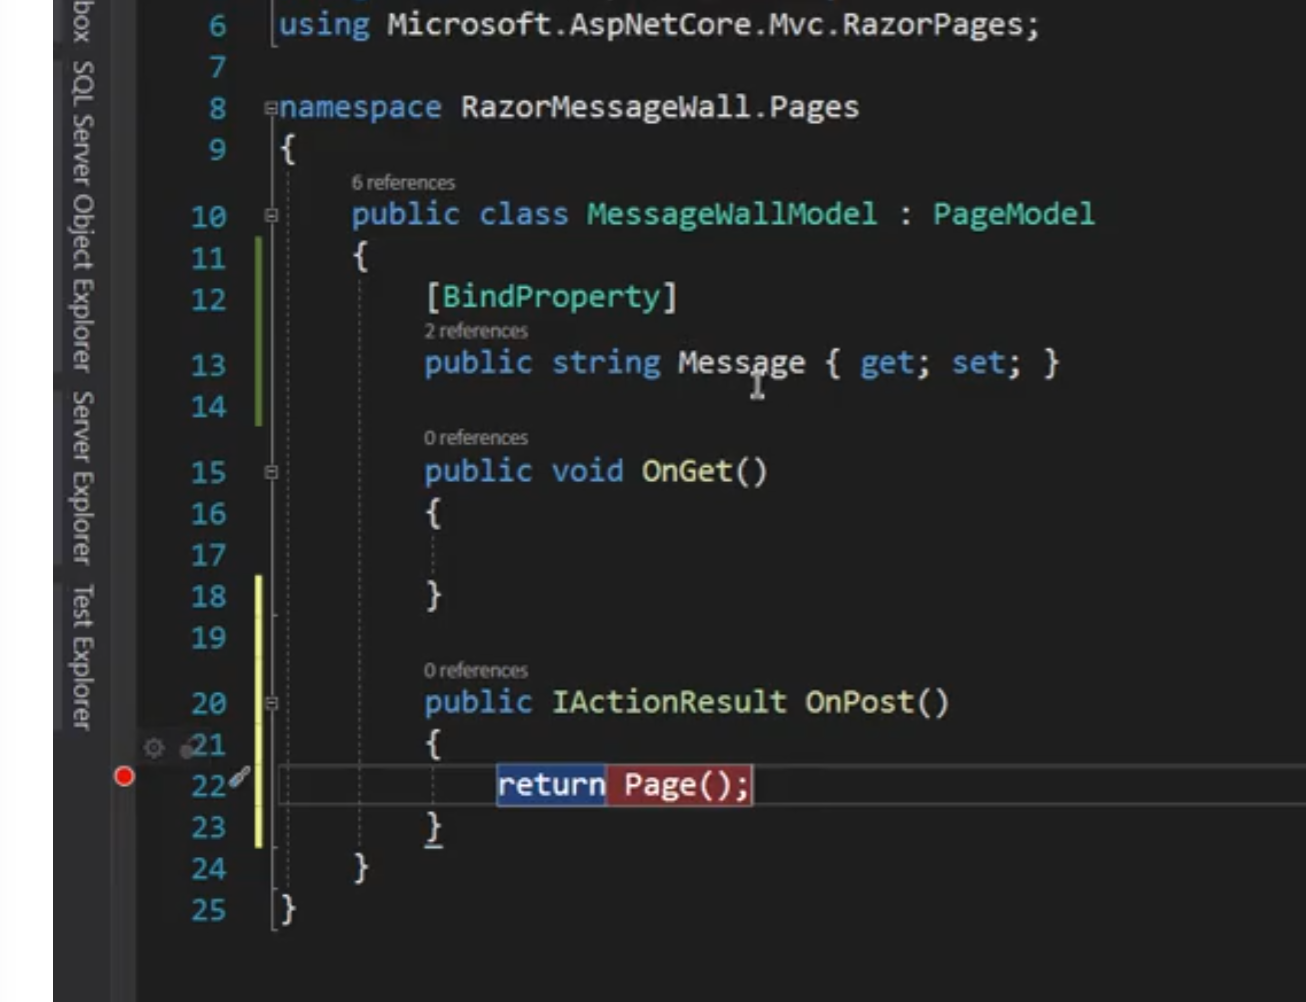 box
SQL Server Object Explorer
Server Explorer
Test Explorer
6 using Microsoft.AspNetCore.Mvc.RazorPages;
7
8 namespace RazorMessageWall.Pages
9 {
6 references
10 public class MessageWallModel : PageModel
11 {
12 [BindProperty]
2 references
13 public string Message { get; set; }
14
0 references
15 public void OnGet()
16 {
17
18 }
19
0 references
20 public IActionResult OnPost()
21 {
22 return Page();
23 }
24 }
25 }